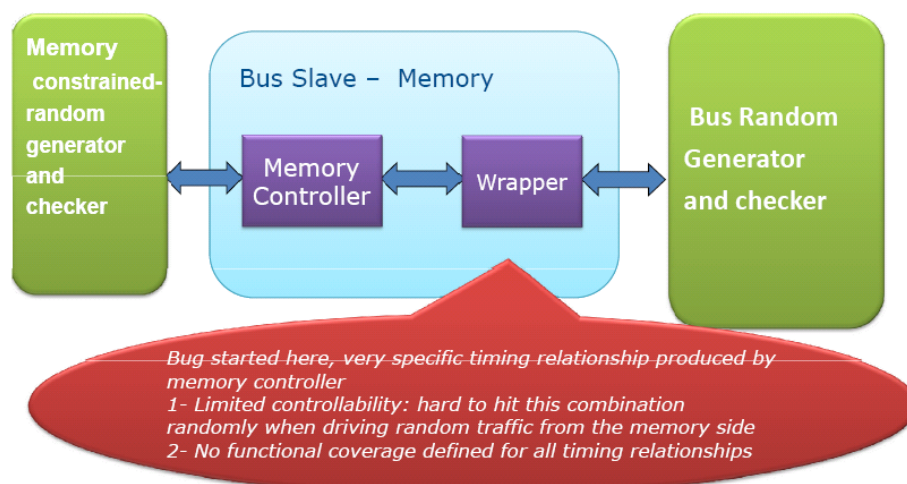 Memory
constrained-
random
generator
and
checker
Bus Slave – Memory
Memory
Controller
Wrapper
Bus Random
Generator
and checker
Bug started here, very specific timing relationship produced by
memory controller
1- Limited controllability: hard to hit this combination
randomly when driving random traffic from the memory side
2- No functional coverage defined for all timing relationships